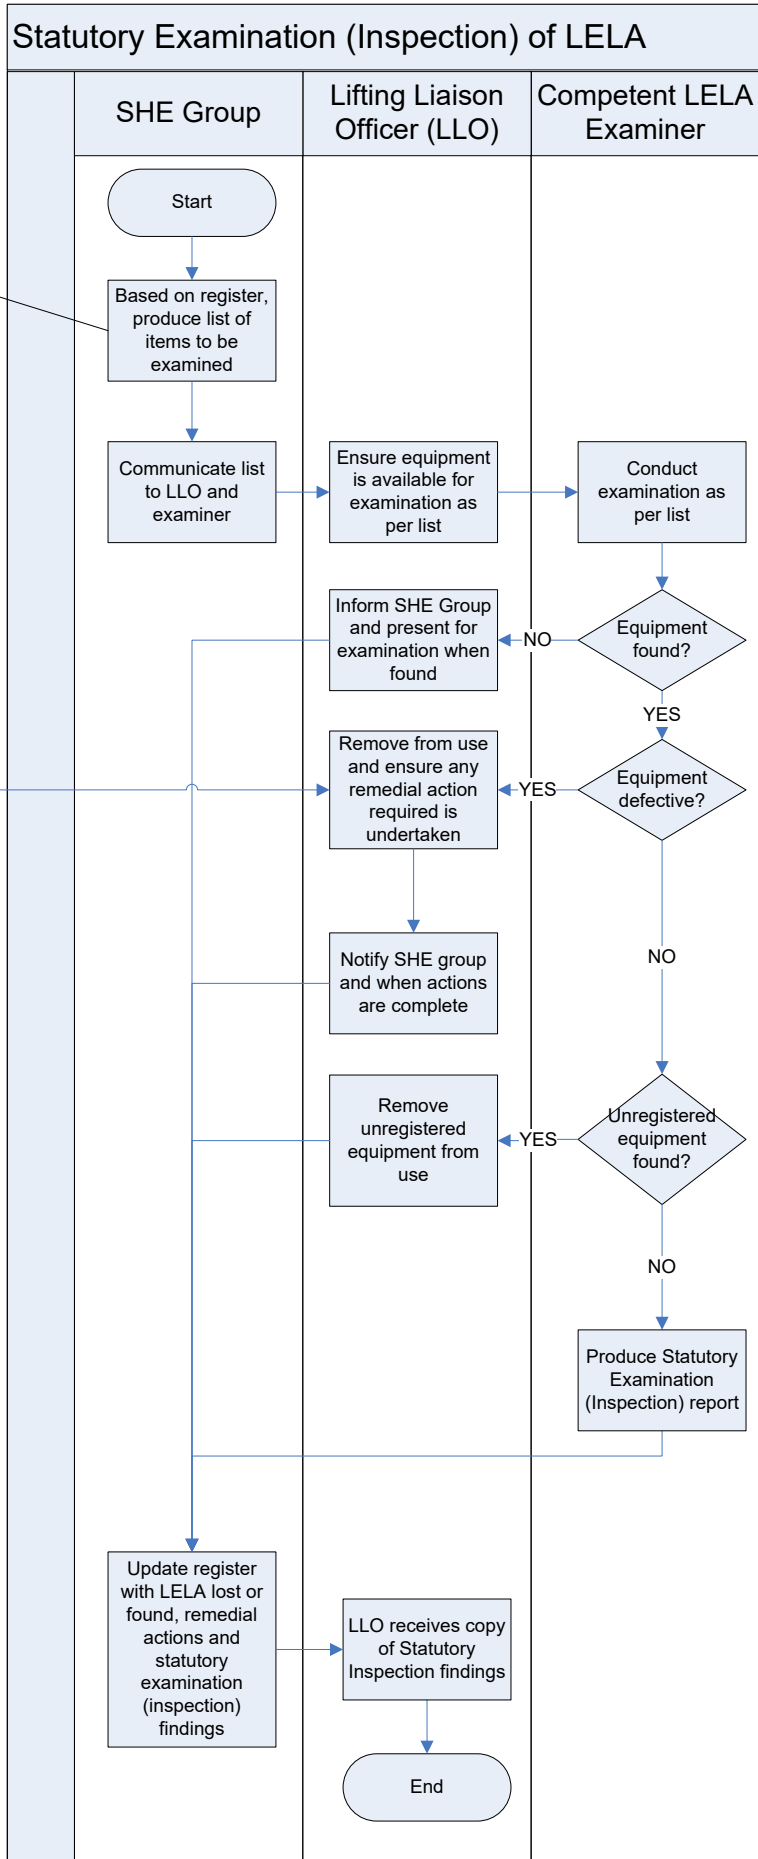 Statutory Examination (Inspection) of LELA
SHE Group
Lifting Liaison
Officer (LLO)
Competent LELA
Examiner
Start
Based on register,
produce list of
items to be
examined
Communicate list
to LLO and
examiner
Ensure equipment
is available for
examination as
per list
Conduct
examination as
per list
Inform SHE Group
and present for
examination when
found
NO
Equipment
found?
YES
Remove from use
and ensure any
remedial action
required is
undertaken
YES
Equipment
defective?
Notify SHE group
and when actions
are complete
NO
Remove
unregistered
equipment from
use
YES
Unregistered
equipment
found?
NO
Produce Statutory
Examination
(Inspection) report
Update register
with LELA lost or
found, remedial
actions and
statutory
examination
(inspection)
findings
LLO receives copy
of Statutory
Inspection findings
End